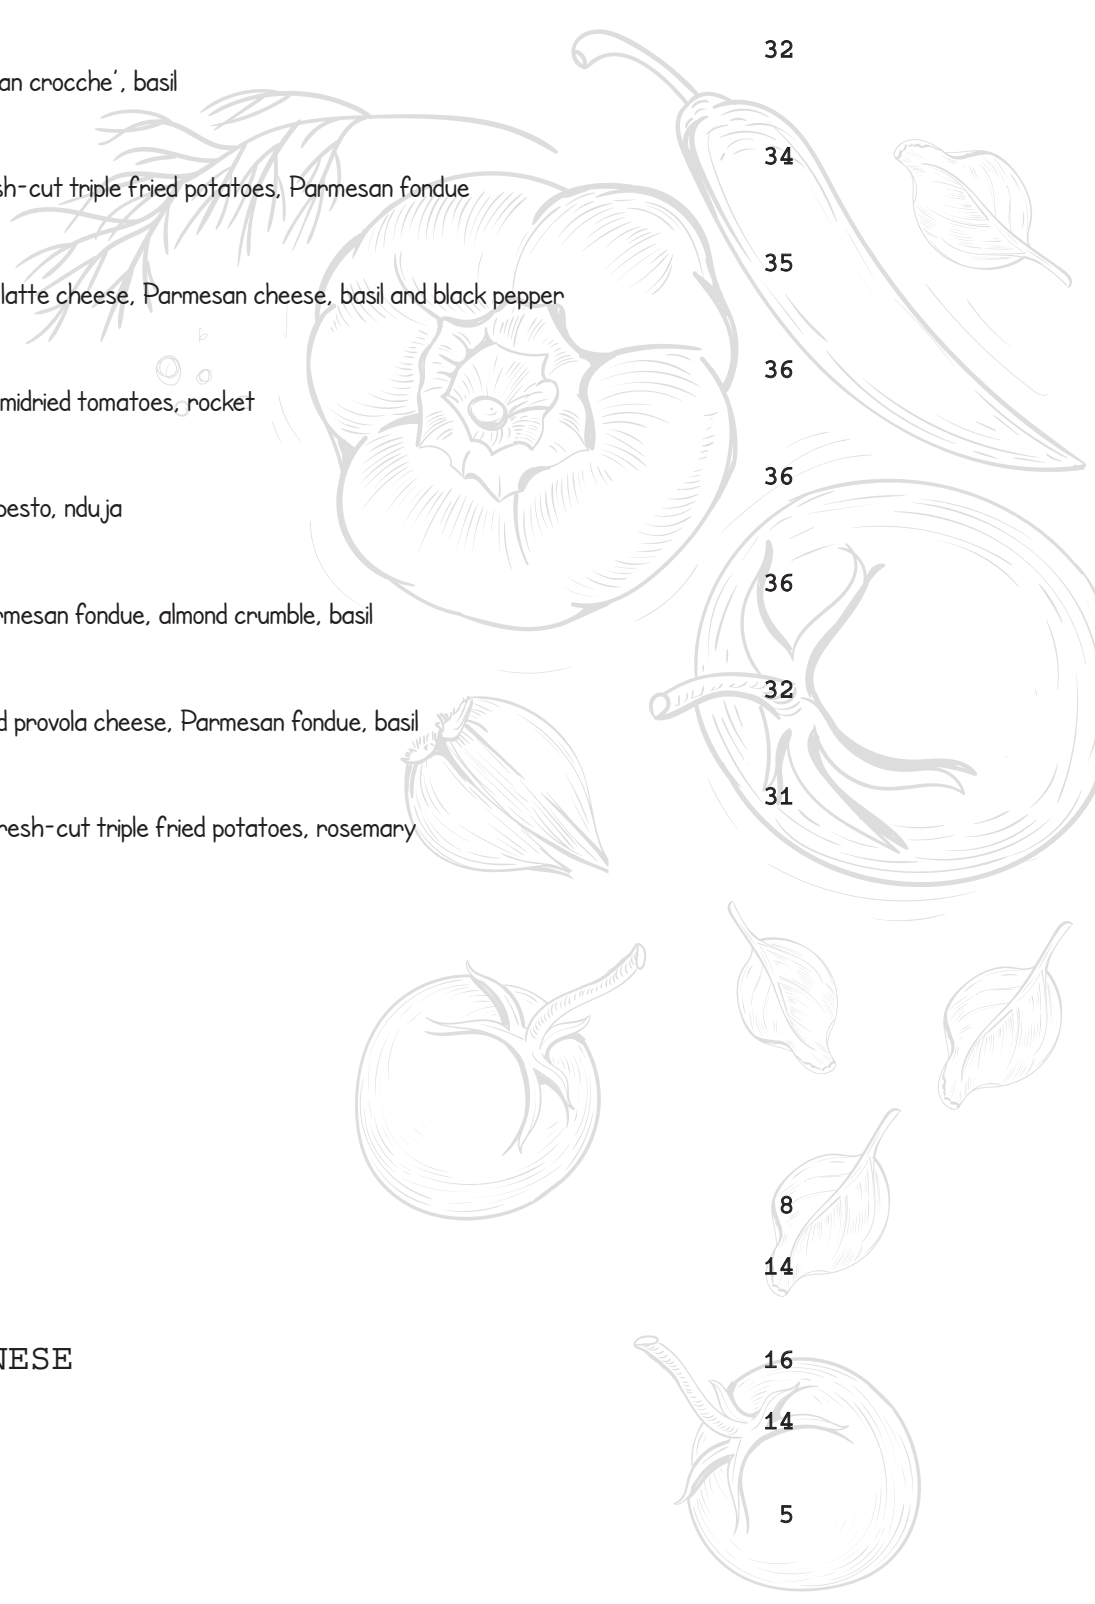 32
an crocche', basil
34
sh-cut triple fried potatoes, Parmesan fondue
35
latte cheese, Parmesan cheese, basil and black pepper
36
midried tomatoes, rocket
36
pesto, nduja
36
rmesan fondue, almond crumble, basil
32
d provola cheese, Parmesan fondue, basil
31
resh-cut triple fried potatoes, rosemary
8
14
NESE 16
14
5